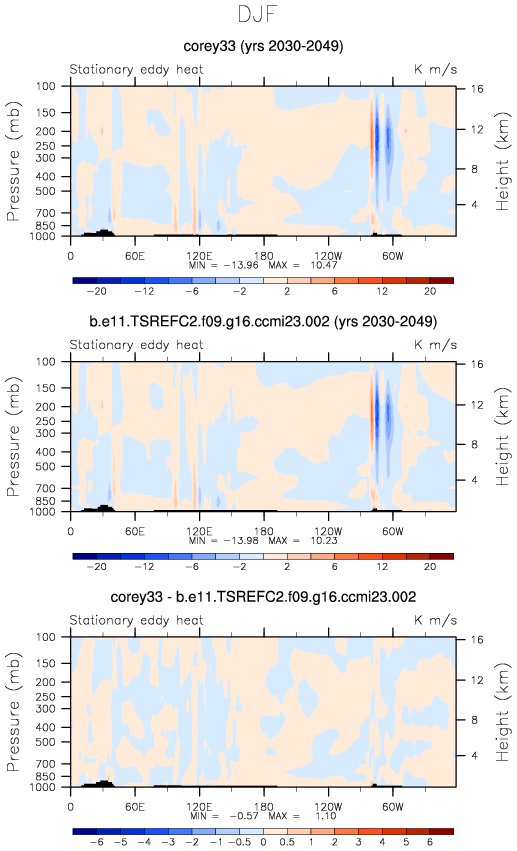 DJF
corey33 (yrs 2030-2049)
Stationary eddy heat K m/s
Pressure (mb)
100
150
200
250
300
400
500
700
850
1000
16
12
8
4
Height (km)
0 60E 120E 180 120W 60W
MIN = -13.96 MAX = 10.47
-20 -12 -6 -2 2 6 12 20
b.e11.TSREFC2.f09.g16.ccmi23.002 (yrs 2030-2049)
Stationary eddy heat K m/s
Pressure (mb)
100
150
200
250
300
400
500
700
850
1000
16
12
8
4
Height (km)
0 60E 120E 180 120W 60W
MIN = -13.98 MAX = 10.23
-20 -12 -6 -2 2 6 12 20
corey33 - b.e11.TSREFC2.f09.g16.ccmi23.002
Stationary eddy heat K m/s
Pressure (mb)
100
150
200
250
300
400
500
700
850
1000
16
12
8
4
Height (km)
0 60E 120E 180 120W 60W
MIN = -0.57 MAX = 1.10
-6 -5 -4 -3 -2 -1 -0.5 0 0.5 1 2 3 4 5 6